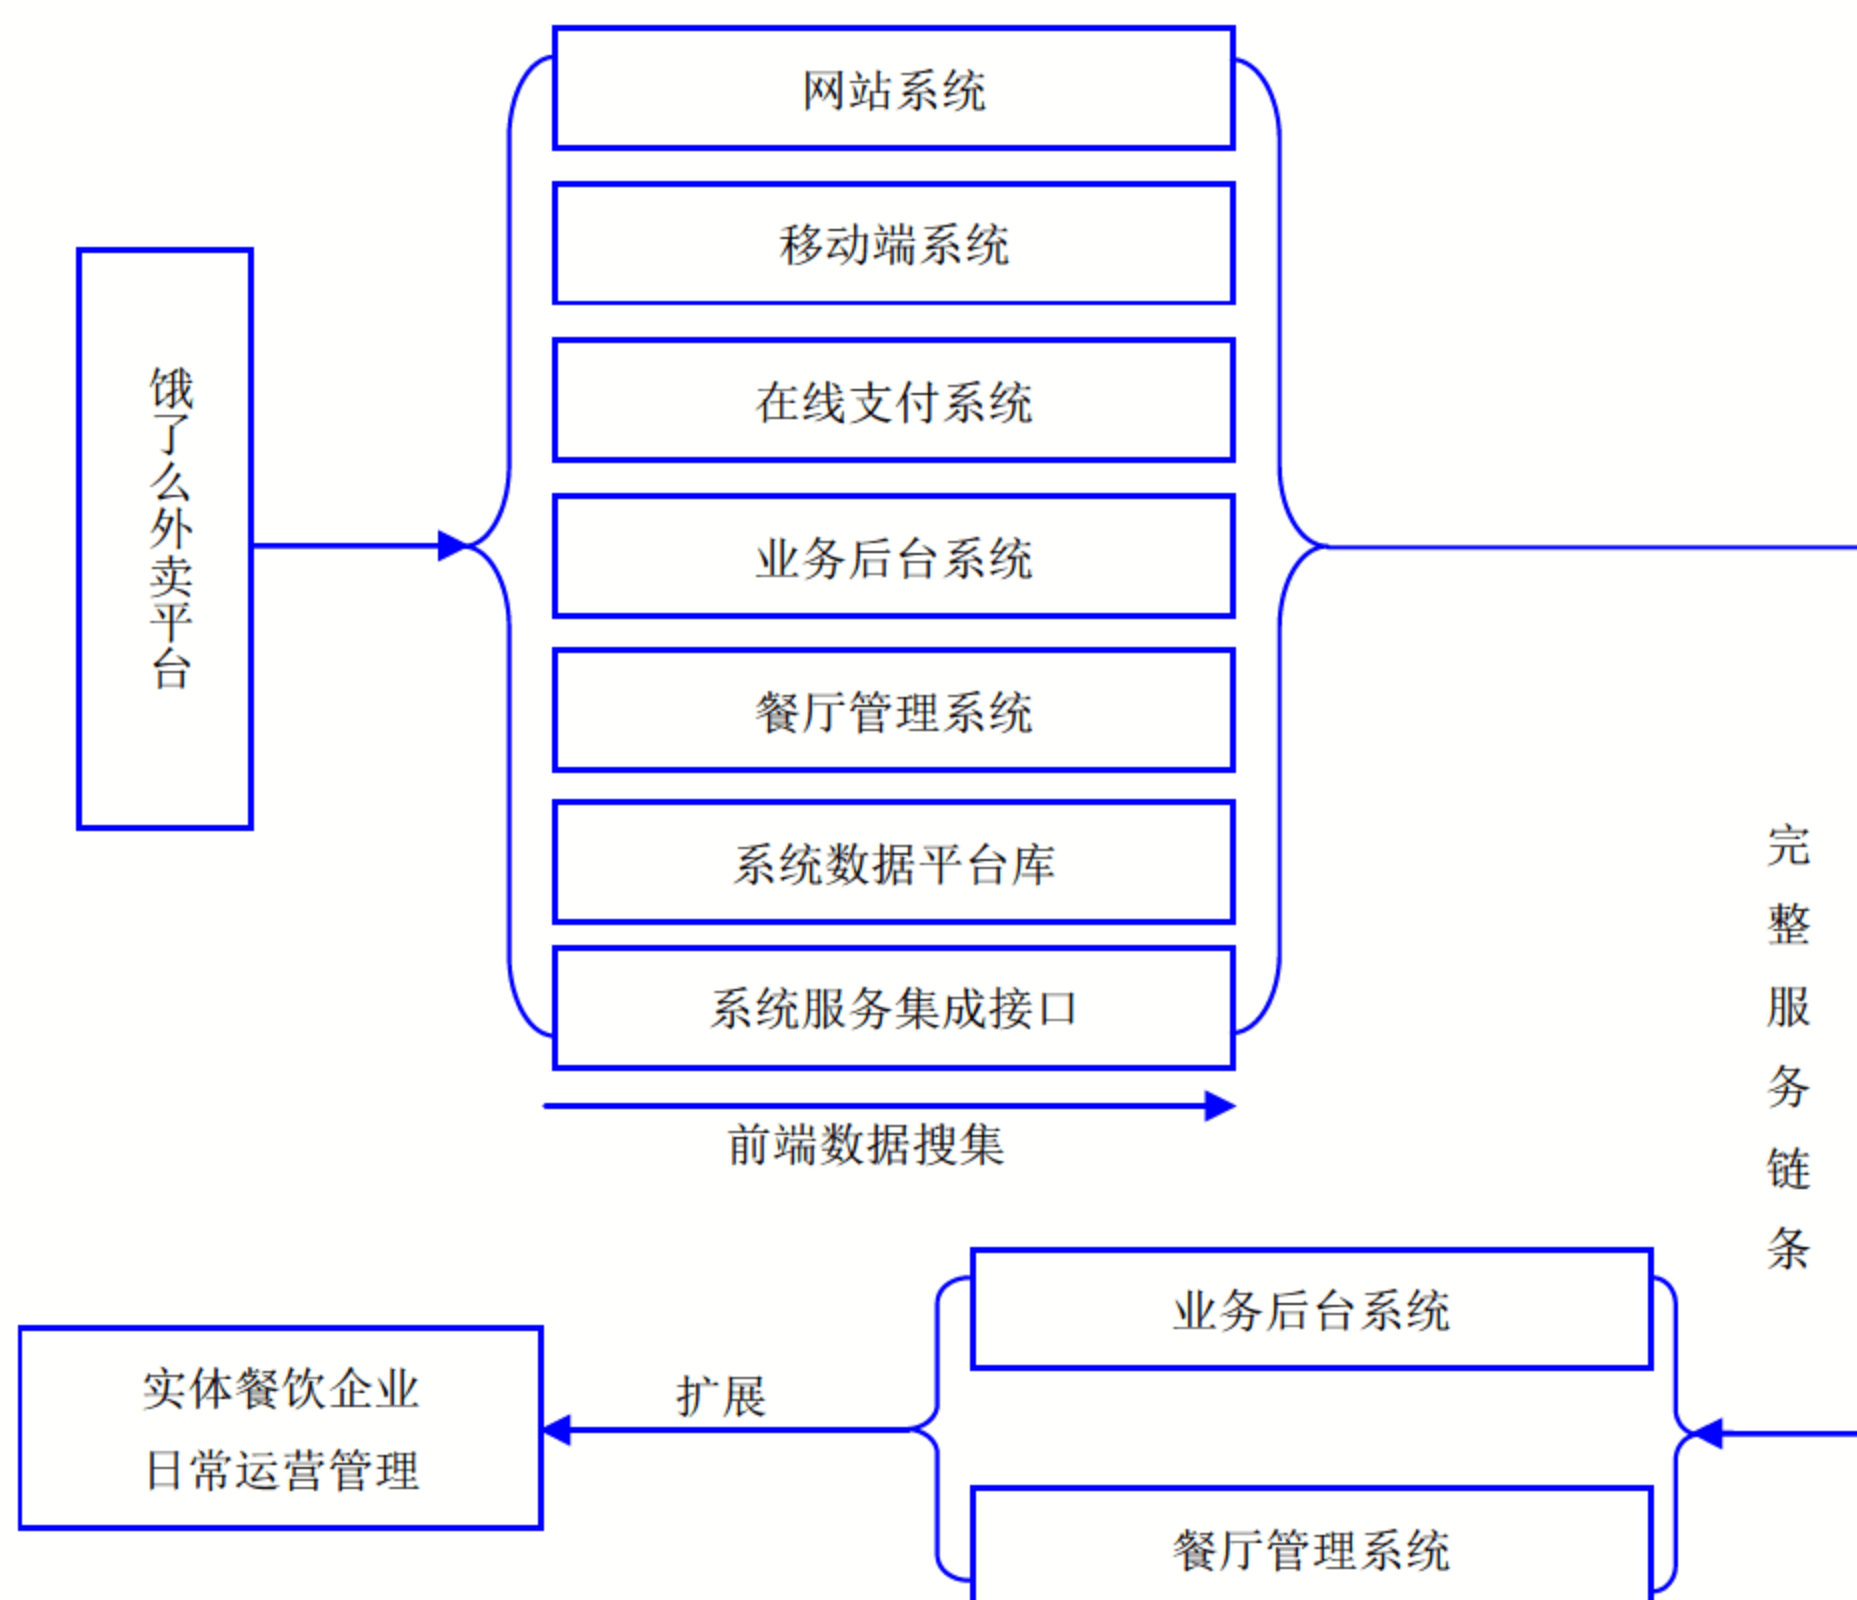 饿了么外卖平台
网站系统
移动端系统
在线支付系统
业务后台系统
餐厅管理系统
系统数据平台库
系统服务集成接口
前端数据搜集
完整服务链条
业务后台系统
餐厅管理系统
扩展
实体餐饮企业
日常运营管理